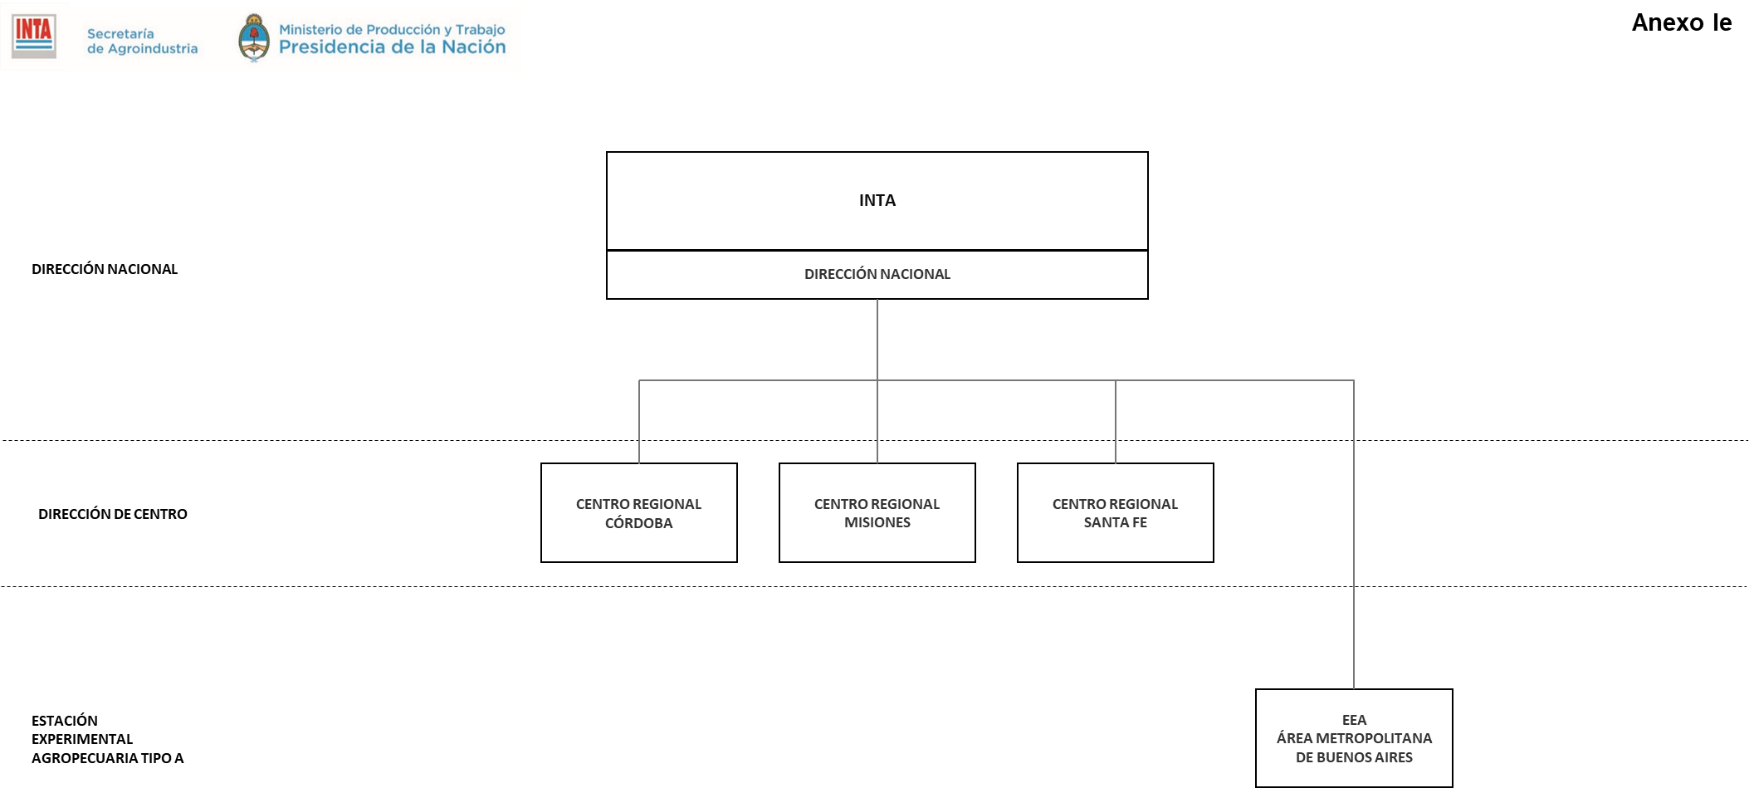 INTA
Secretaría
de Agroindustria
Ministerio de Producción y Trabajo
Presidencia de la Nación
Anexo Ie
INTA
DIRECCIÓN NACIONAL
DIRECCIÓN NACIONAL
DIRECCIÓN DE CENTRO
CENTRO REGIONAL
CÓRDOBA
CENTRO REGIONAL
MISIONES
CENTRO REGIONAL
SANTA FE
ESTACIÓN
EXPERIMENTAL
AGROPECUARIA TIPO A
EEA
ÁREA METROPOLITANA
DE BUENOS AIRES